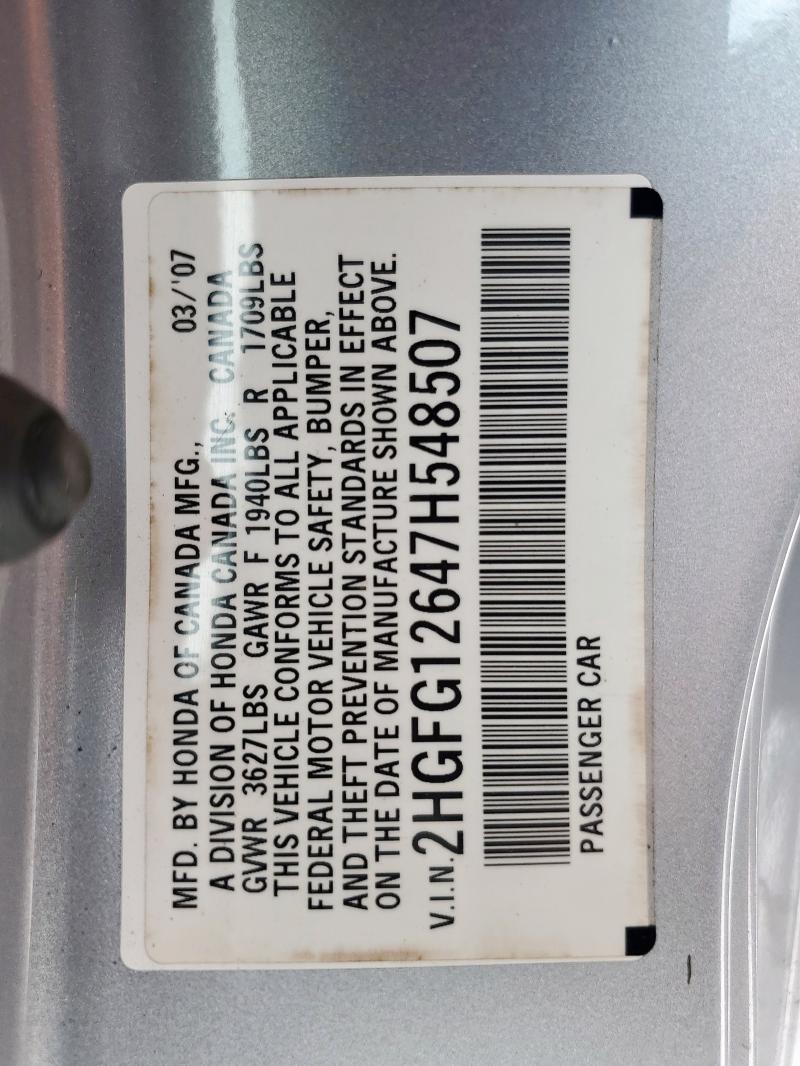 MFD. BY HONDA OF CANADA MFG., 03/'07
A DIVISION OF HONDA CANADA INC. CANADA
GVWR 3627LBS GAWR F 1940LBS R 1709LBS
THIS VEHICLE CONFORMS TO ALL APPLICABLE
FEDERAL MOTOR VEHICLE SAFETY, BUMPER,
AND THEFT PREVENTION STANDARDS IN EFFECT
ON THE DATE OF MANUFACTURE SHOWN ABOVE.
V.I.N. 2HGFG12647H548507
PASSENGER CAR